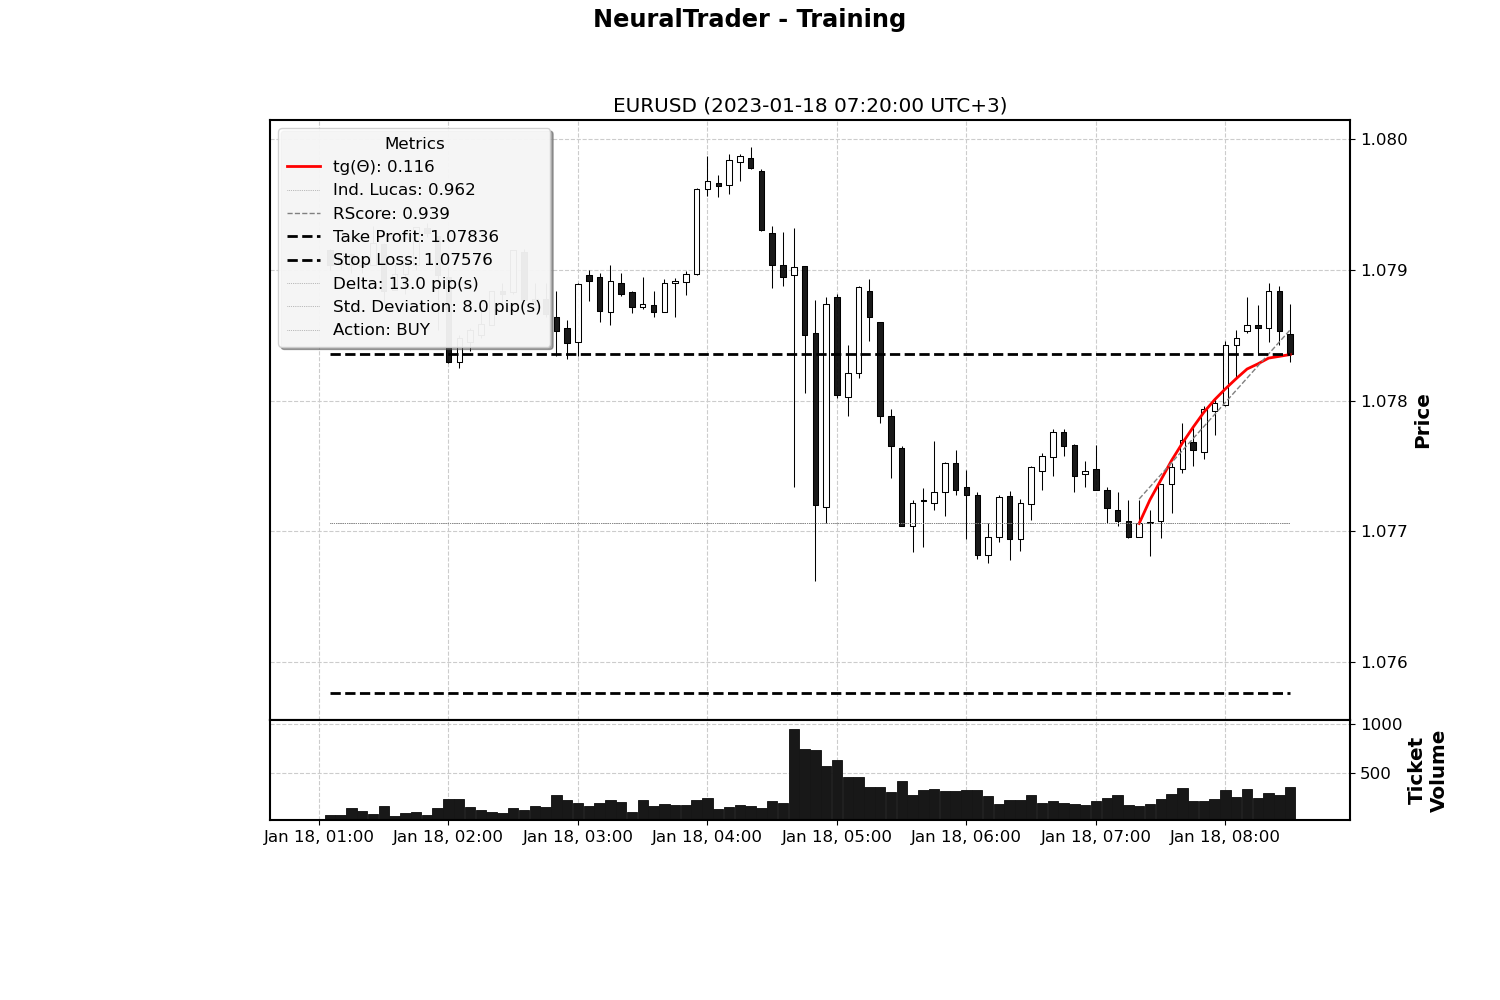 NeuralTrader - Training
EURUSD (2023-01-18 07:20:00 UTC+3)
Metrics
tg(Θ): 0.116
Ind. Lucas: 0.962
RScore: 0.939
Take Profit: 1.07836
Stop Loss: 1.07576
Delta: 13.0 pip(s)
Std. Deviation: 8.0 pip(s)
Action: BUY
1.080
1.079
1.078
1.077
1.076
Price
1000
500
Ticket
Volume
Jan 18, 01:00
Jan 18, 02:00
Jan 18, 03:00
Jan 18, 04:00
Jan 18, 05:00
Jan 18, 06:00
Jan 18, 07:00
Jan 18, 08:00